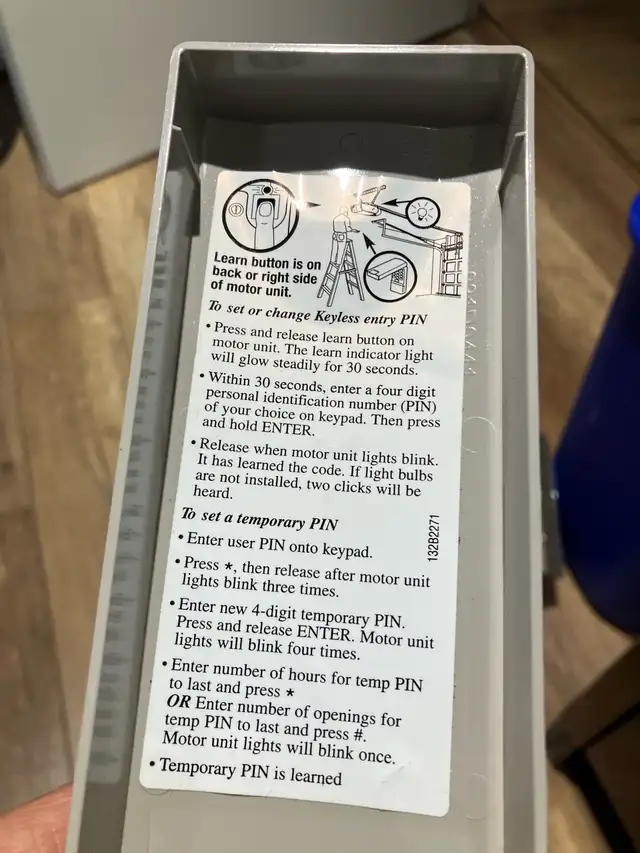 Learn button is on
back or right side
of motor unit.
To set or change Keyless entry PIN
• Press and release learn button on
motor unit. The learn indicator light
will glow steadily for 30 seconds.
• Within 30 seconds, enter a four digit
personal identification number (PIN)
of your choice on keypad. Then press
and hold ENTER.
• Release when motor unit lights blink.
It has learned the code. If light bulbs
are not installed, two clicks will be
heard.
To set a temporary PIN
• Enter user PIN onto keypad.
• Press *, then release after motor unit
lights blink three times.
• Enter new 4-digit temporary PIN.
Press and release ENTER. Motor unit
lights will blink four times.
• Enter number of hours for temp PIN
to last and press *
OR Enter number of openings for
temp PIN to last and press #.
Motor unit lights will blink once.
• Temporary PIN is learned
132B2271